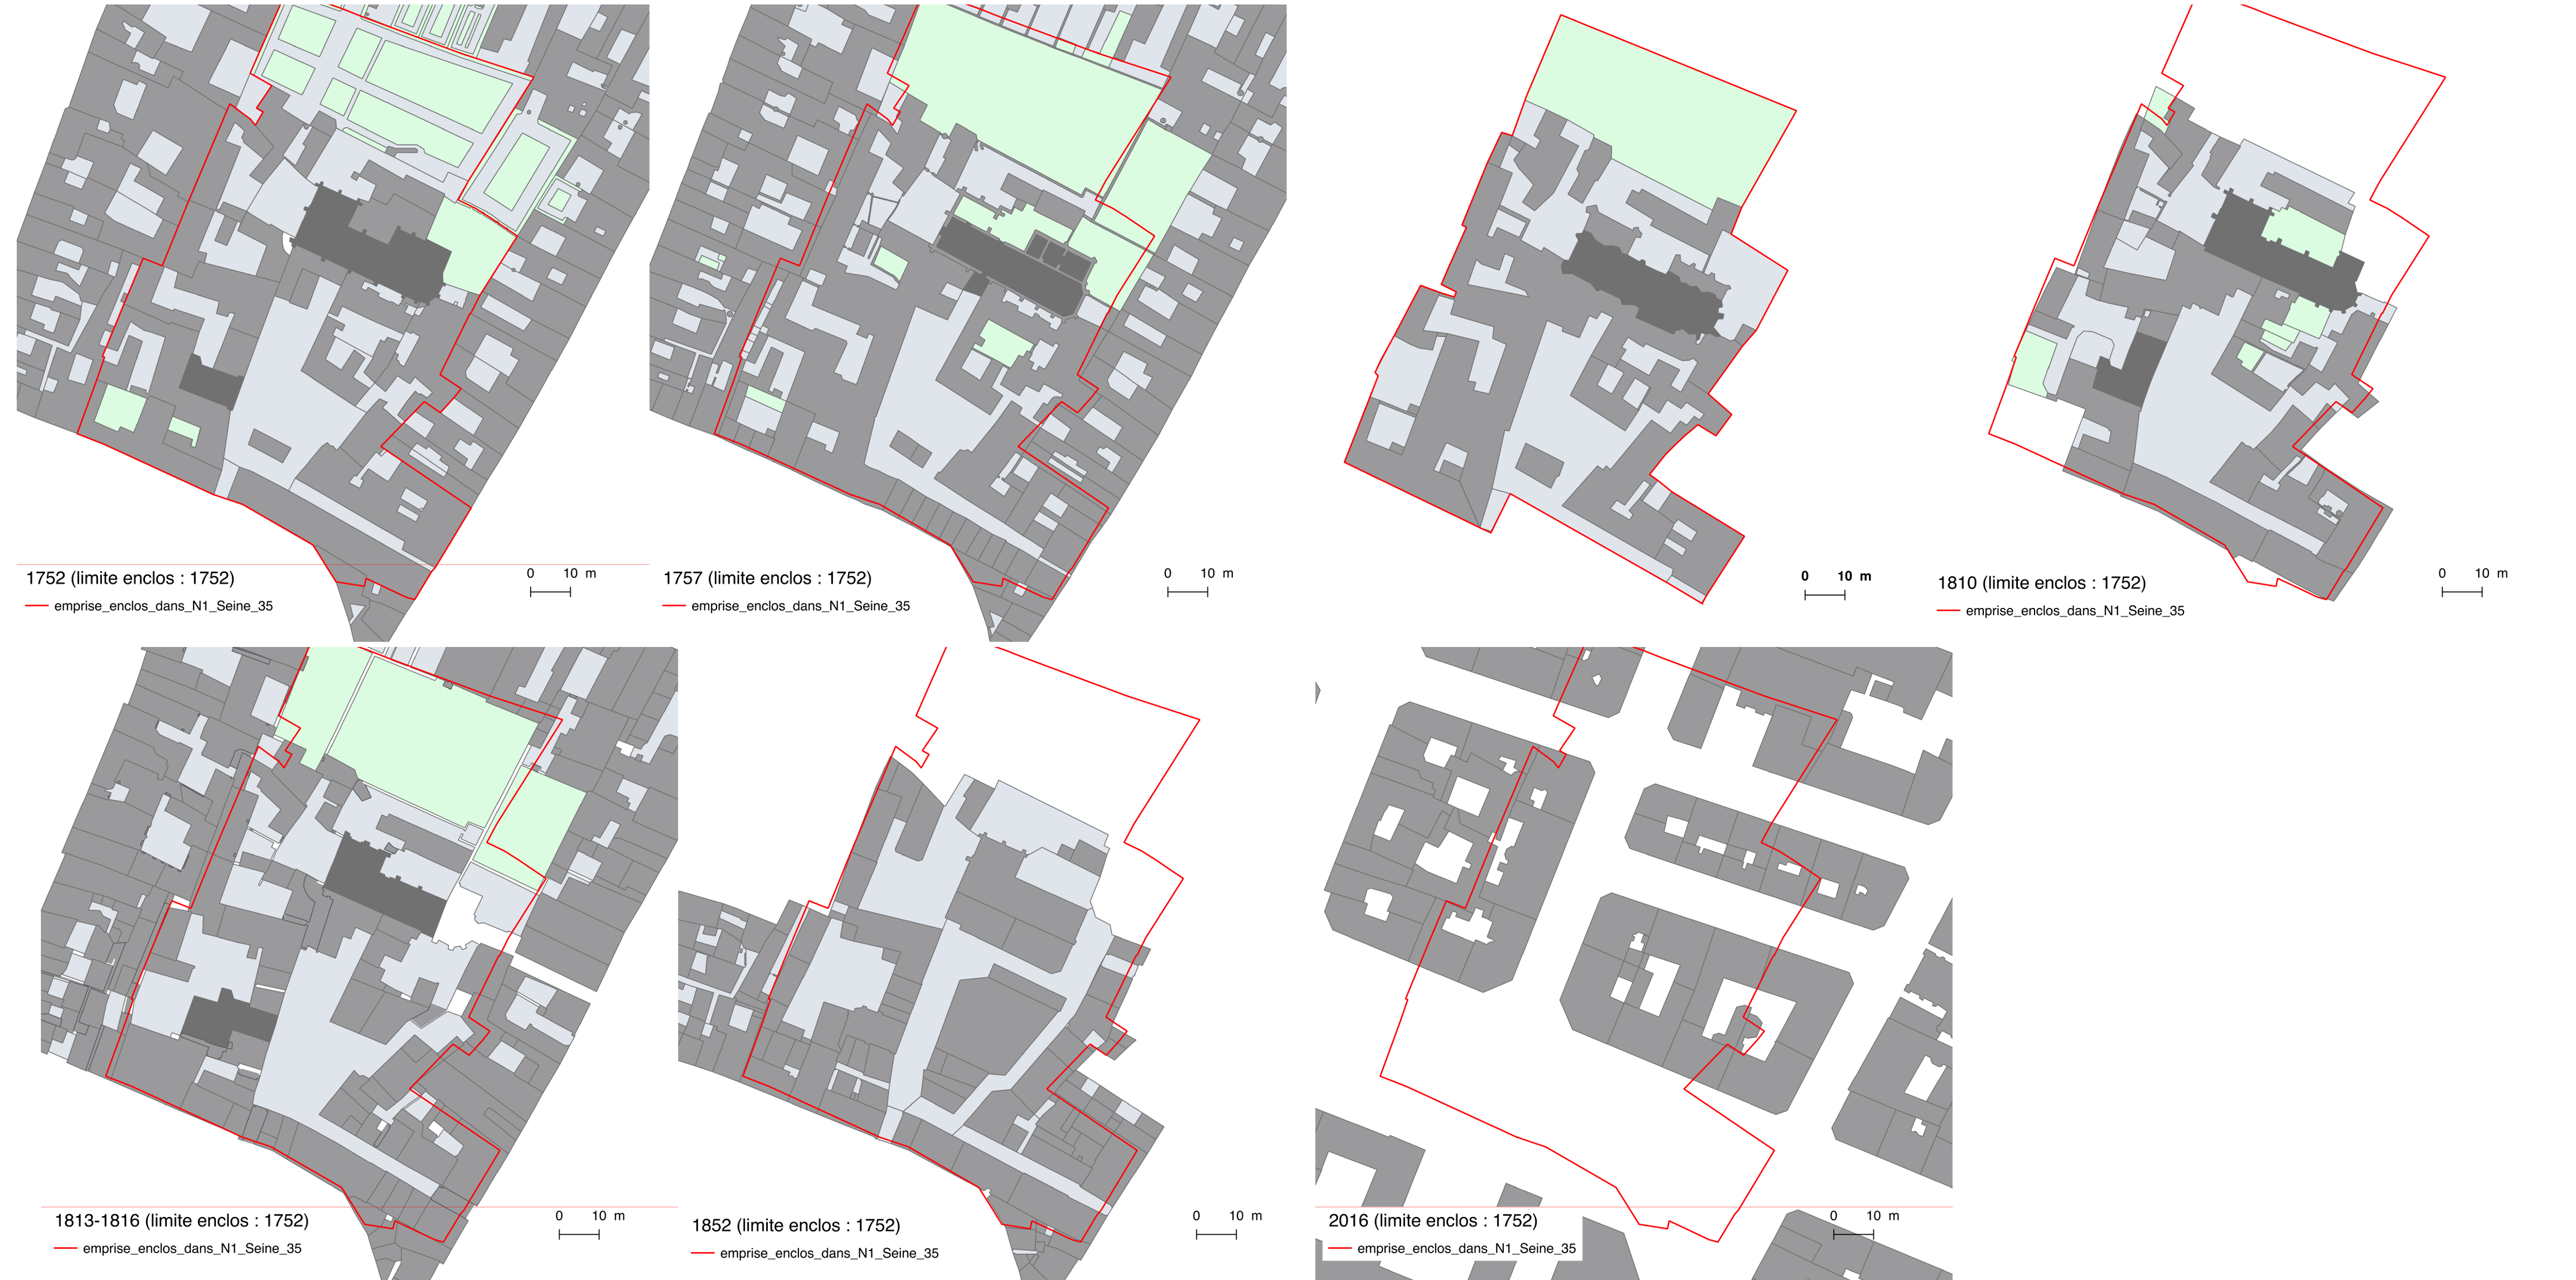 1752 (limite enclos : 1752)
0 10 m
emprise_enclos_dans_N1_Seine_35
1757 (limite enclos : 1752)
0 10 m
emprise_enclos_dans_N1_Seine_35
0 10 m
1810 (limite enclos : 1752)
0 10 m
emprise_enclos_dans_N1_Seine_35
1813-1816 (limite enclos : 1752)
0 10 m
emprise_enclos_dans_N1_Seine_35
1852 (limite enclos : 1752)
0 10 m
emprise_enclos_dans_N1_Seine_35
2016 (limite enclos : 1752)
0 10 m
emprise_enclos_dans_N1_Seine_35